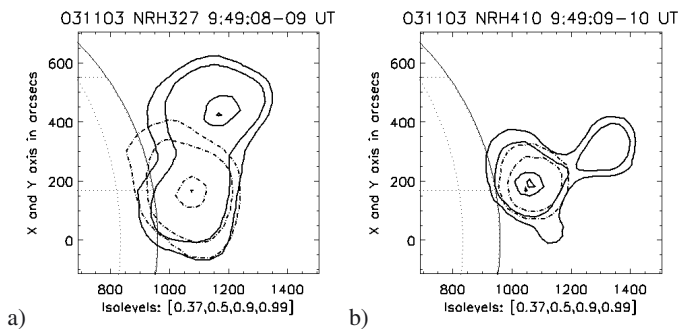 031103 NRH327 9:49:08-09 UT
031103 NRH410 9:49:09-10 UT
X and Y axis in arcsecs
600
400
200
0
800 1000 1200 1400
Isolevels: [0.37,0.5,0.9,0.99]
a)
X and Y axis in arcsecs
600
400
200
0
800 1000 1200 1400
Isolevels: [0.37,0.5,0.9,0.99]
b)